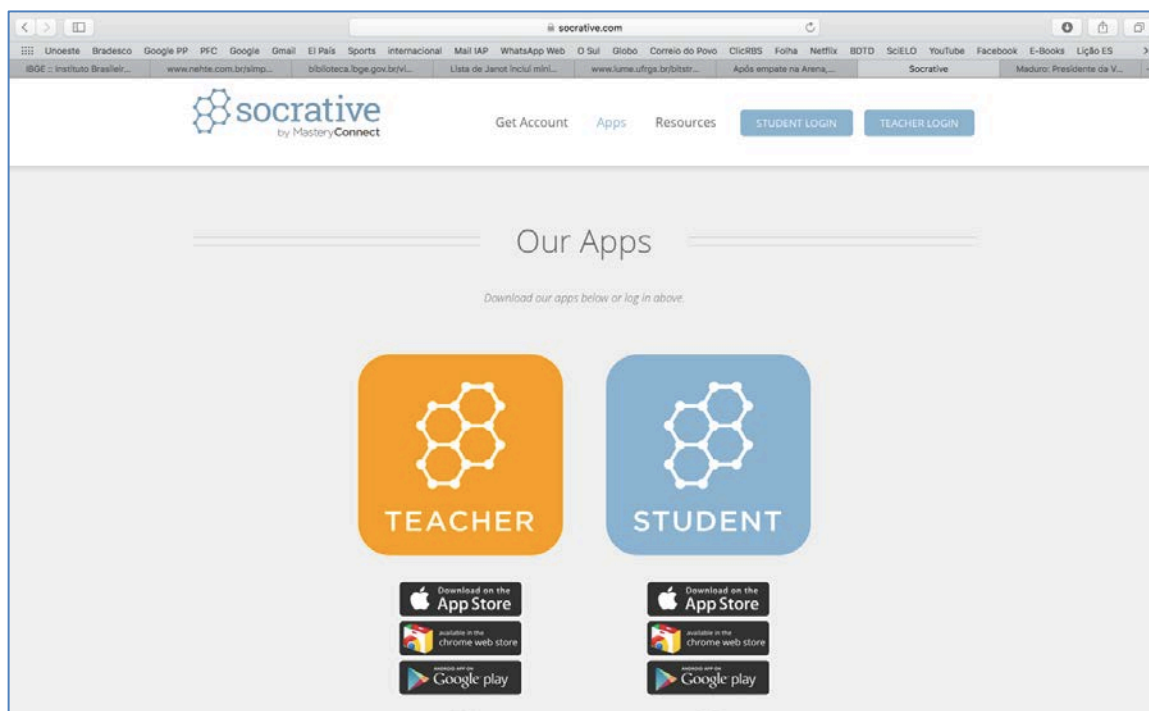 socrative.com
Unoeste Bradesco Google PP PFC Google Gmail El País Sports internacional Mail IAP WhatsApp Web O Sul Globo Correio do Povo ClicRBS Folha Netflix BDTD SciELO YouTube Facebook E-Books Lição ES
IBGE :: Instituto Brasileir... www.nehte.com.br/simp... biblioteca.ibge.gov.br/vi... Lista de Janot inclui mini... www.lume.ufrgs.br/bitstr... Após empate na Arena,... Socrative Maduro: Presidente da V...
socrative
by MasteryConnect
Get Account Apps Resources STUDENT LOGIN TEACHER LOGIN
Our Apps
Download our apps below or log in above.
TEACHER STUDENT
Download on the Download on the
App Store App Store
available in the available in the
chrome web store chrome web store
ANDROID APP ON ANDROID APP ON
Google play Google play